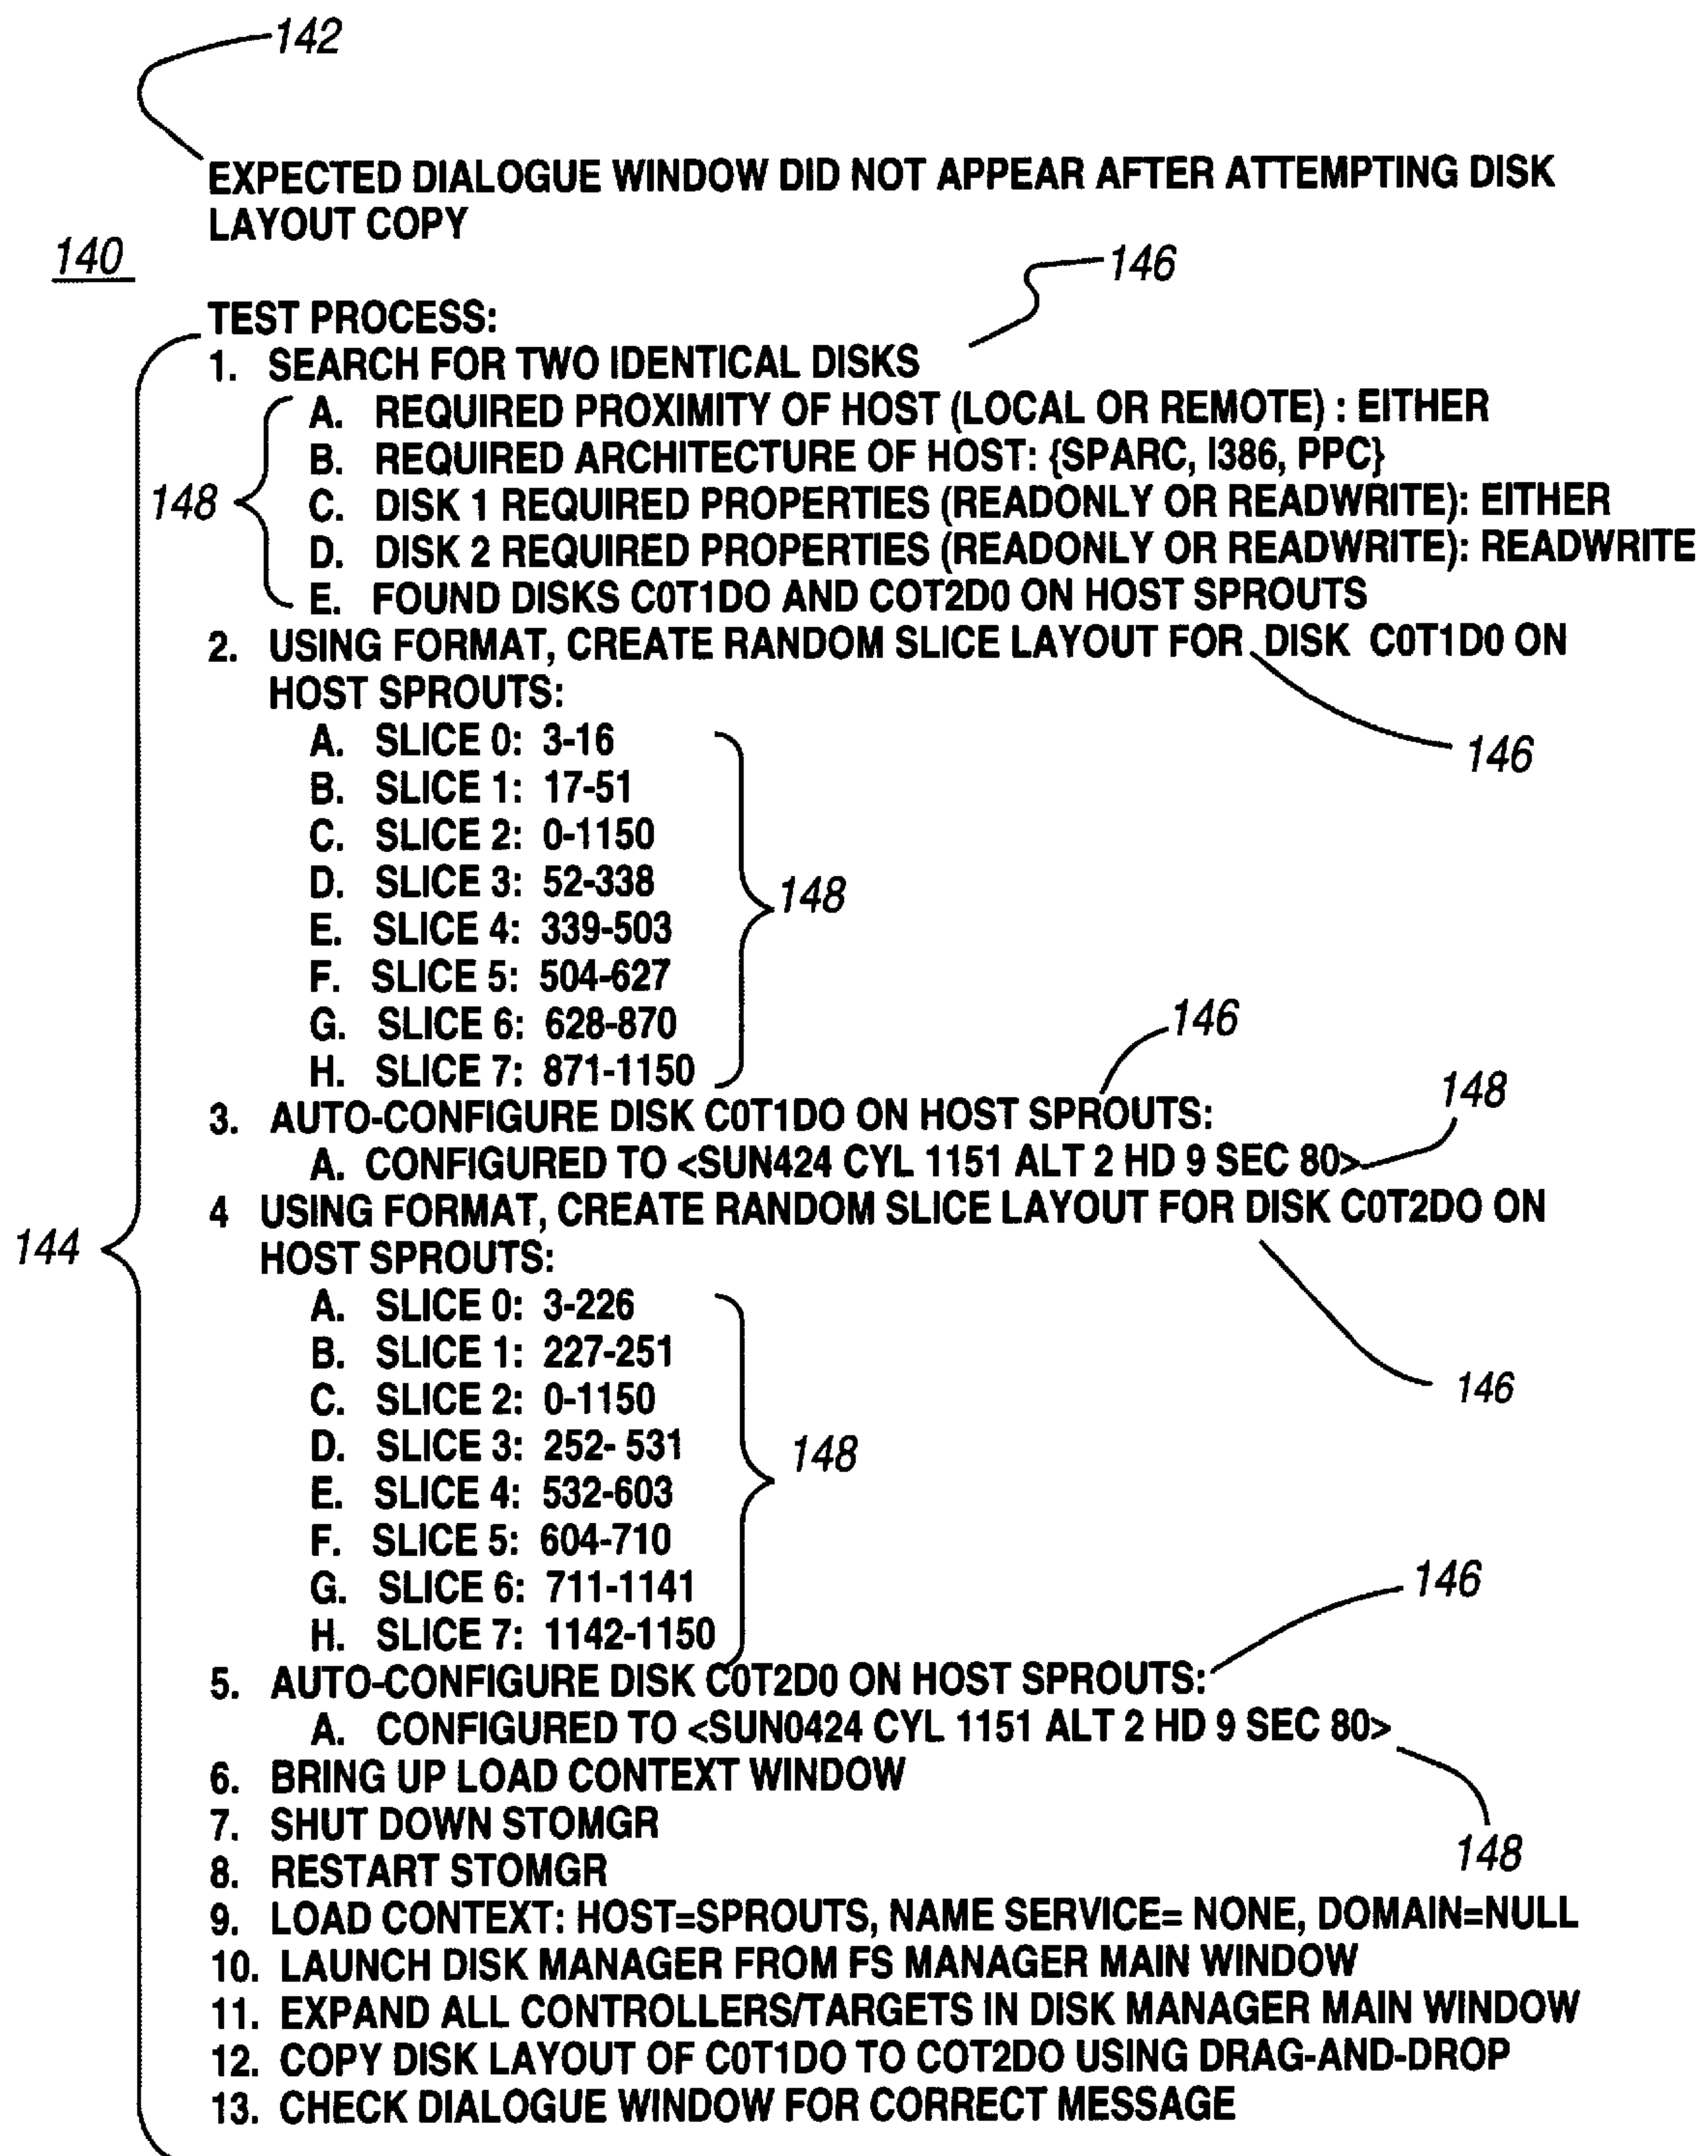 142
EXPECTED DIALOGUE WINDOW DID NOT APPEAR AFTER ATTEMPTING DISK
LAYOUT COPY
140
146
TEST PROCESS:
1. SEARCH FOR TWO IDENTICAL DISKS
A. REQUIRED PROXIMITY OF HOST (LOCAL OR REMOTE) : EITHER
B. REQUIRED ARCHITECTURE OF HOST: {SPARC, I386, PPC}
148
C. DISK 1 REQUIRED PROPERTIES (READONLY OR READWRITE): EITHER
D. DISK 2 REQUIRED PROPERTIES (READONLY OR READWRITE): READWRITE
E. FOUND DISKS C0T1DO AND COT2D0 ON HOST SPROUTS
2. USING FORMAT, CREATE RANDOM SLICE LAYOUT FOR DISK C0T1D0 ON
HOST SPROUTS:
146
A. SLICE 0: 3-16
B. SLICE 1: 17-51
C. SLICE 2: 0-1150
D. SLICE 3: 52-338
148
E. SLICE 4: 339-503
F. SLICE 5: 504-627
G. SLICE 6: 628-870
146
H. SLICE 7: 871-1150
148
3. AUTO-CONFIGURE DISK C0T1DO ON HOST SPROUTS:
A. CONFIGURED TO <SUN424 CYL 1151 ALT 2 HD 9 SEC 80>
4 USING FORMAT, CREATE RANDOM SLICE LAYOUT FOR DISK C0T2DO ON
144
HOST SPROUTS:
A. SLICE 0: 3-226
B. SLICE 1: 227-251
146
C. SLICE 2: 0-1150
D. SLICE 3: 252- 531
148
E. SLICE 4: 532-603
F. SLICE 5: 604-710
G. SLICE 6: 711-1141
146
H. SLICE 7: 1142-1150
5. AUTO-CONFIGURE DISK C0T2D0 ON HOST SPROUTS:
A. CONFIGURED TO <SUN0424 CYL 1151 ALT 2 HD 9 SEC 80>
6. BRING UP LOAD CONTEXT WINDOW
7. SHUT DOWN STOMGR
148
8. RESTART STOMGR
9. LOAD CONTEXT: HOST=SPROUTS, NAME SERVICE= NONE, DOMAIN=NULL
10. LAUNCH DISK MANAGER FROM FS MANAGER MAIN WINDOW
11. EXPAND ALL CONTROLLERS/TARGETS IN DISK MANAGER MAIN WINDOW
12. COPY DISK LAYOUT OF C0T1DO TO COT2DO USING DRAG-AND-DROP
13. CHECK DIALOGUE WINDOW FOR CORRECT MESSAGE